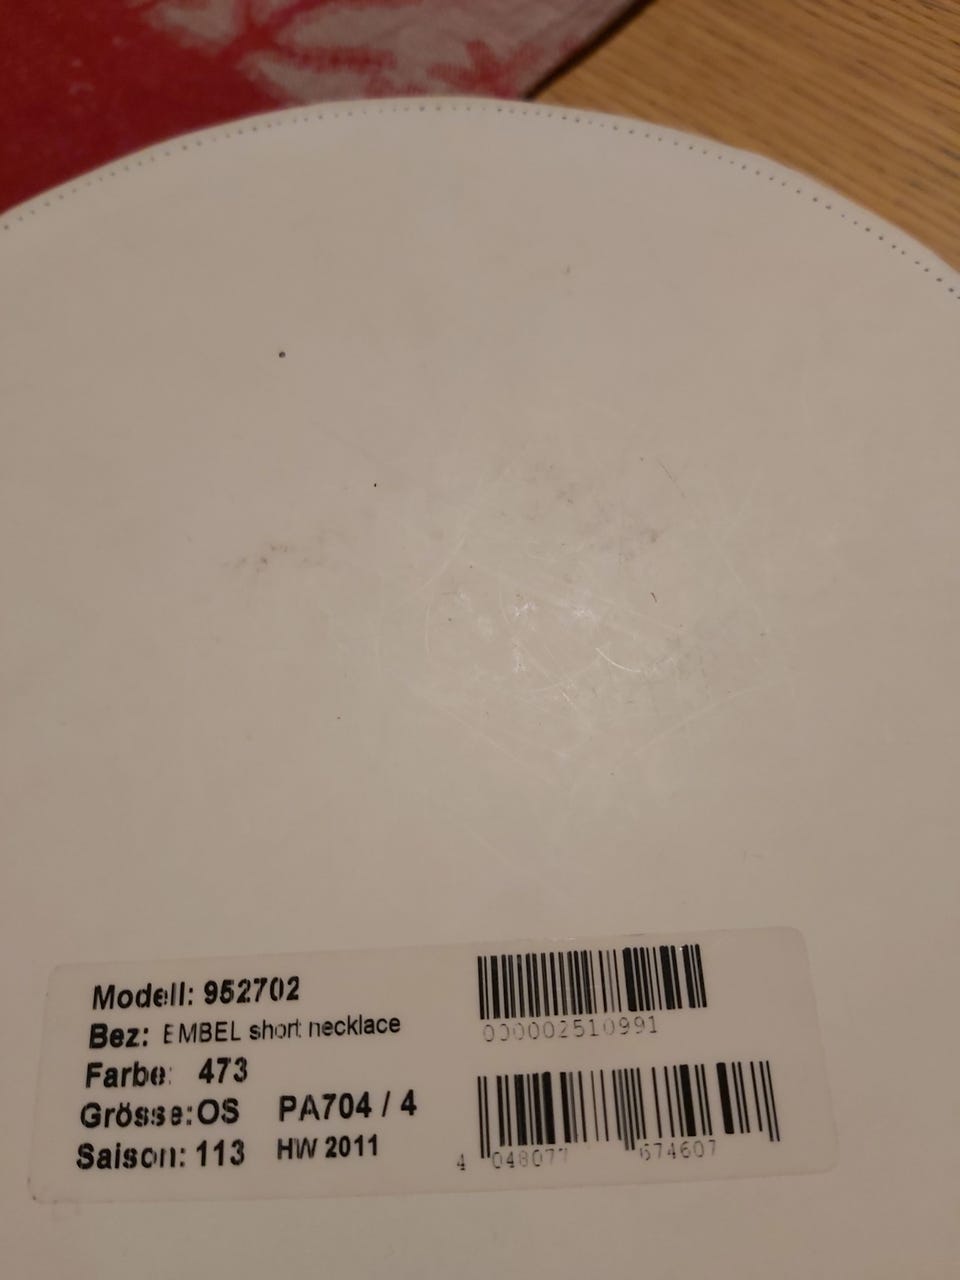 Modell: 952702
Bez: EMBEL short necklace
Farbe: 473
Grösse:OS PA704 / 4
Saison: 113 HW 2011
000002510991
4 048077 674607